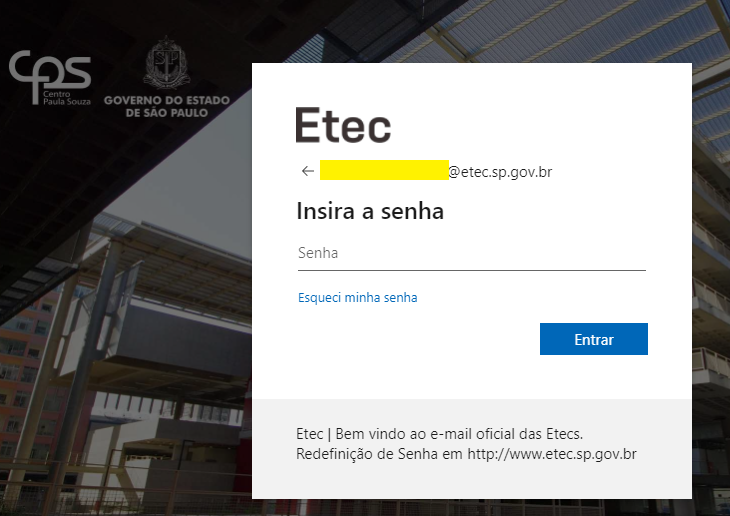 cps
Centro
Paula Souza
GOVERNO DO ESTADO
DE SÃO PAULO
Etec
@etec.sp.gov.br
Insira a senha
Senha
Esqueci minha senha
Entrar
Etec | Bem vindo ao e-mail oficial das Etecs.
Redefinição de Senha em http://www.etec.sp.gov.br